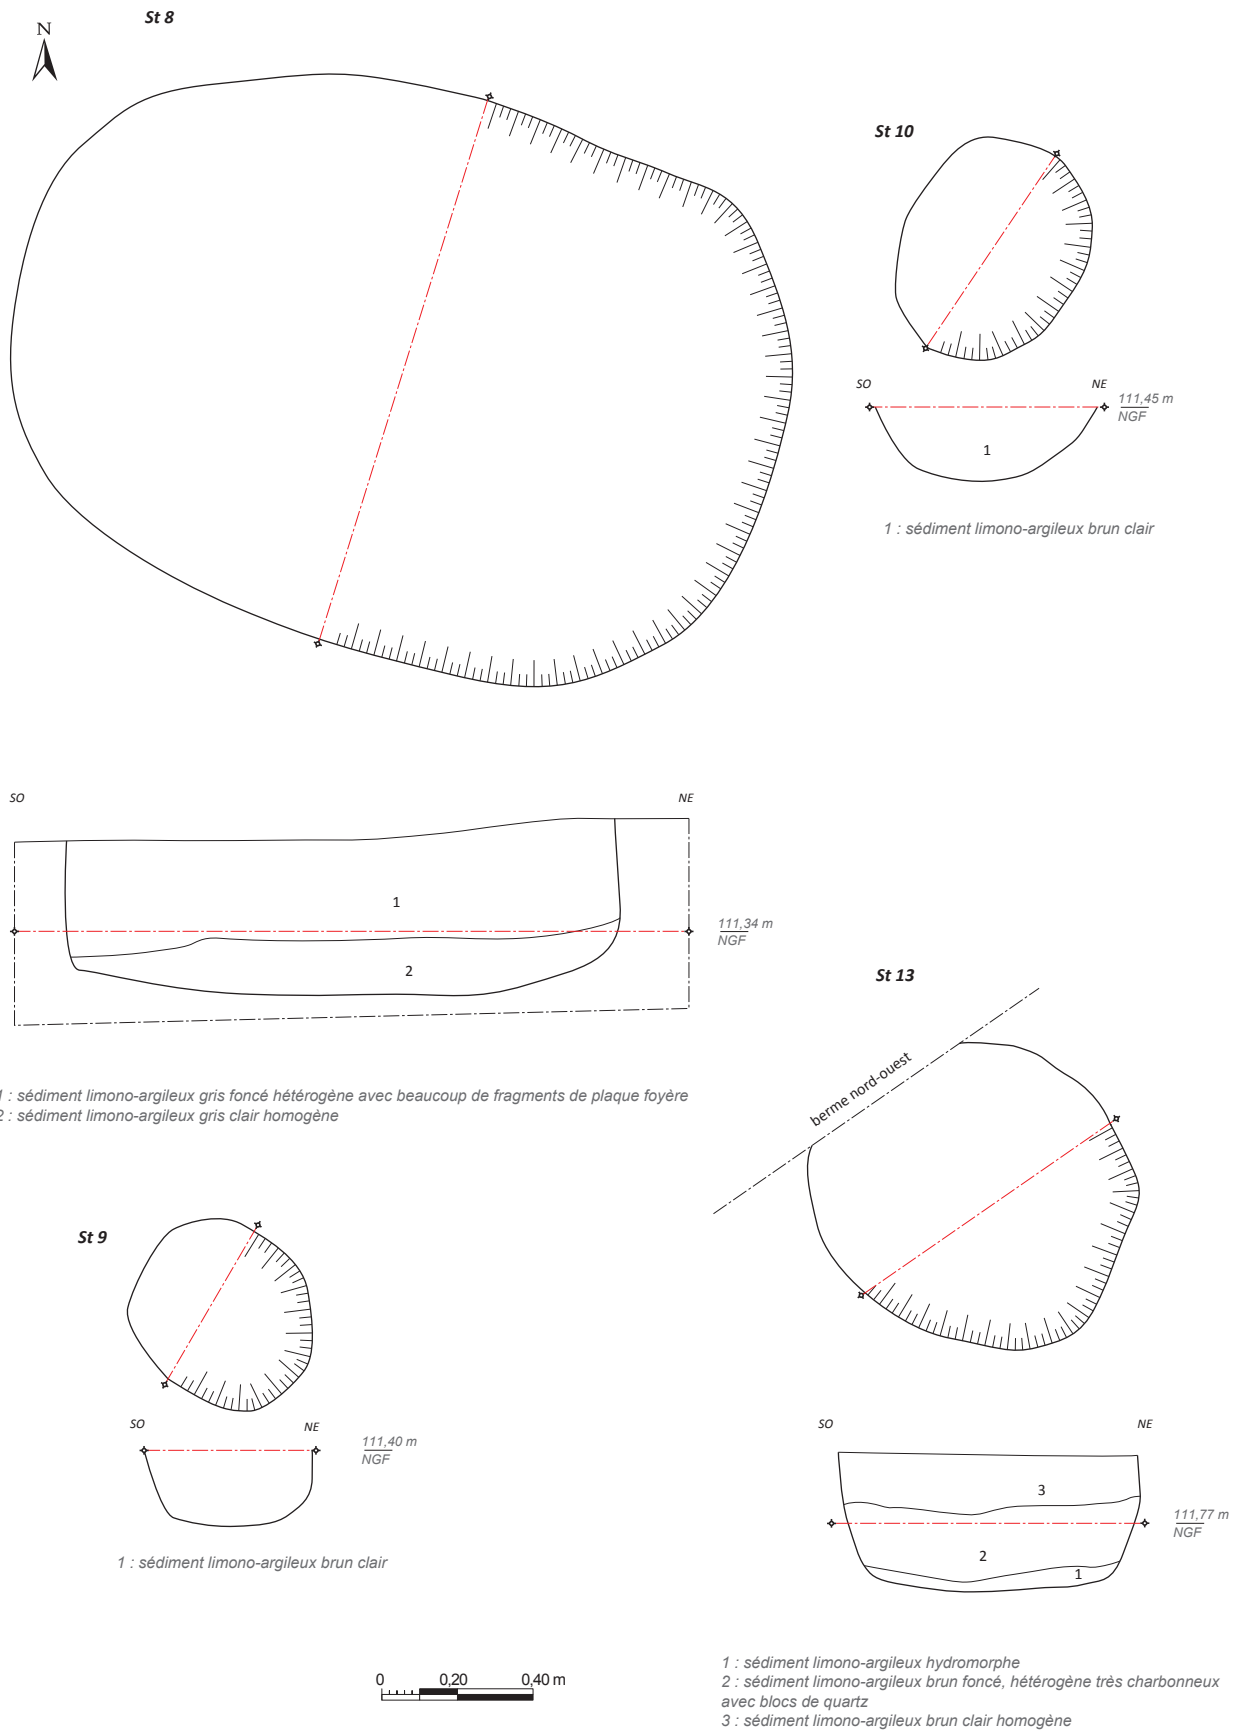 St 8
N
St 10
SO
NE
111,45 m
NGF
1
1 : sédiment limono-argileux brun clair
SO
NE
1
111,34 m
NGF
2
1 : sédiment limono-argileux gris foncé hétérogène avec beaucoup de fragments de plaque foyère
2 : sédiment limono-argileux gris clair homogène
St 13
berme nord-ouest
St 9
SO
NE
111,40 m
NGF
1 : sédiment limono-argileux brun clair
SO
NE
3
111,77 m
NGF
2
1
0
0,20
0,40 m
1 : sédiment limono-argileux hydromorphe
2 : sédiment limono-argileux brun foncé, hétérogène très charbonneux
avec blocs de quartz
3 : sédiment limono-argileux brun clair homogène